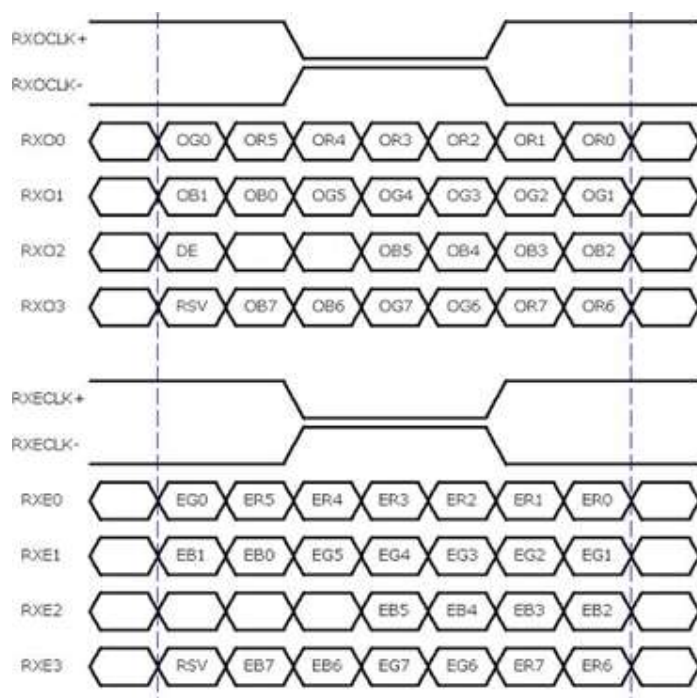 RXOCLK+
RXOCLK-
RXO0 OG0 OR5 OR4 OR3 OR2 OR1 OR0
RXO1 OB1 OB0 OG5 OG4 OG3 OG2 OG1
RXO2 DE OB5 OB4 OB3 OB2
RXO3 RSV OB7 OB6 OG7 OG6 OR7 OR6
RXECLK+
RXECLK-
RXE0 EG0 ER5 ER4 ER3 ER2 ER1 ER0
RXE1 EB1 EB0 EG5 EG4 EG3 EG2 EG1
RXE2 EB5 EB4 EB3 EB2
RXE3 RSV EB7 EB6 EG7 EG6 ER7 ER6